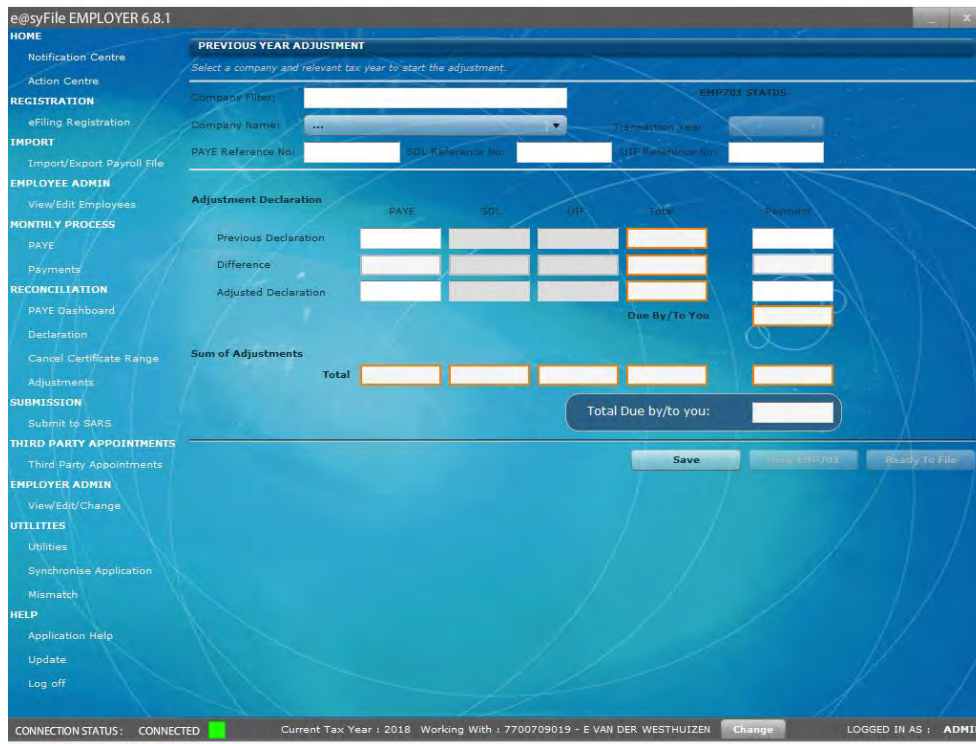 e@syFile EMPLOYER 6.8.1
_ x
HOME
Notification Centre
Action Centre
REGISTRATION
eFiling Registration
IMPORT
Import/Export Payroll File
EMPLOYEE ADMIN
View/Edit Employees
MONTHLY PROCESS
PAYE
Payments
RECONCILIATION
PAYE Dashboard
Declaration
Cancel Certificate Range
Adjustments
SUBMISSION
Submit to SARS
THIRD PARTY APPOINTMENTS
Third Party Appointments
EMPLOYER ADMIN
View/Edit/Change
UTILITIES
Utilities
Synchronise Application
Mismatch
HELP
Application Help
Update
Log off
PREVIOUS YEAR ADJUSTMENT
Select a company and relevant tax year to start the adjustment.
Company Filter:
EMP701 STATUS
Company Name: ...
Transaction Year
PAYE Reference No: SDL Reference No: UIF Reference No:
Adjustment Declaration
PAYE SDL UIF Total Payment
Previous Declaration
Difference
Adjusted Declaration
Due By/To You
Sum of Adjustments
Total
Total Due by/to you:
Save View EMP701 Ready To File
CONNECTION STATUS : CONNECTED Current Tax Year : 2018 Working With : 7700709019 - E VAN DER WESTHUIZEN Change LOGGED IN AS : ADMI